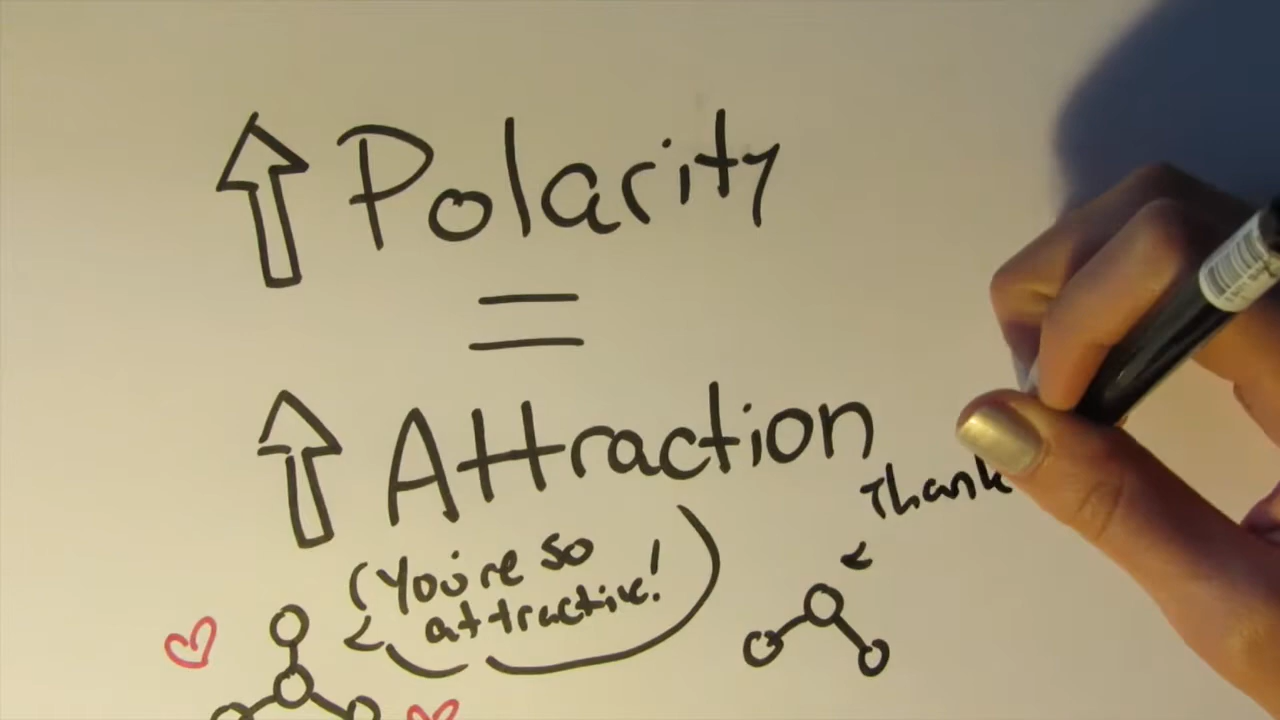 Polarity
=
Attraction
Thank
(You're so
attractive!